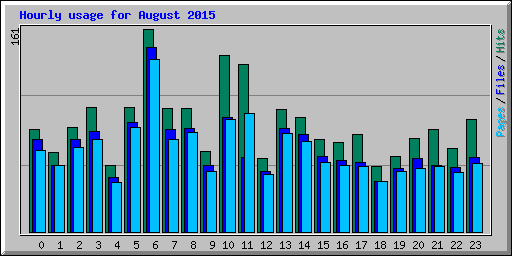 Hourly usage for August 2015
161
Pages/Files/Hits
0 1 2 3 4 5 6 7 8 9 10 11 12 13 14 15 16 17 18 19 20 21 22 23